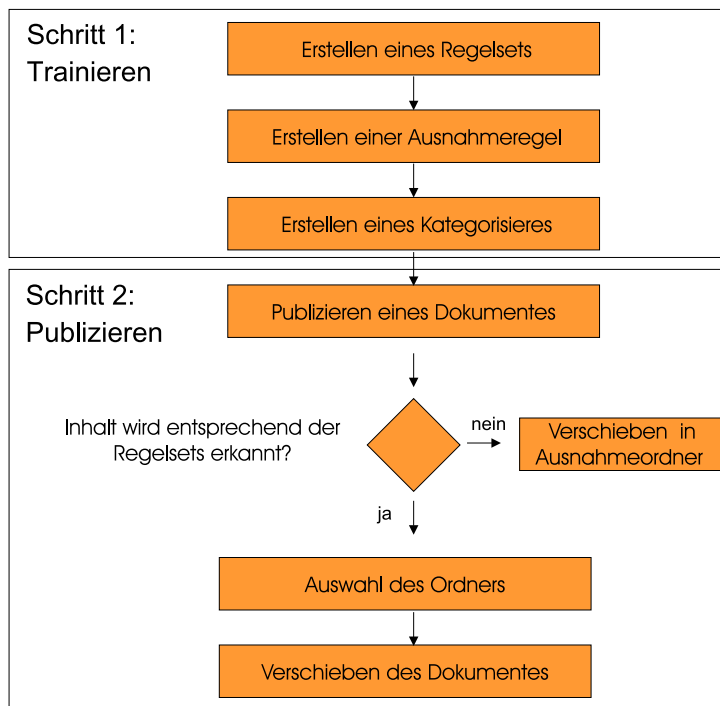 Schritt 1:
Trainieren
Erstellen eines Regelsets
Erstellen einer Ausnahmeregel
Erstellen eines Kategorisieres
Schritt 2:
Publizieren
Publizieren eines Dokumentes
Inhalt wird entsprechend der
Regelsets erkannt?
nein
Verschieben in
Ausnahmeordner
ja
Auswahl des Ordners
Verschieben des Dokumentes